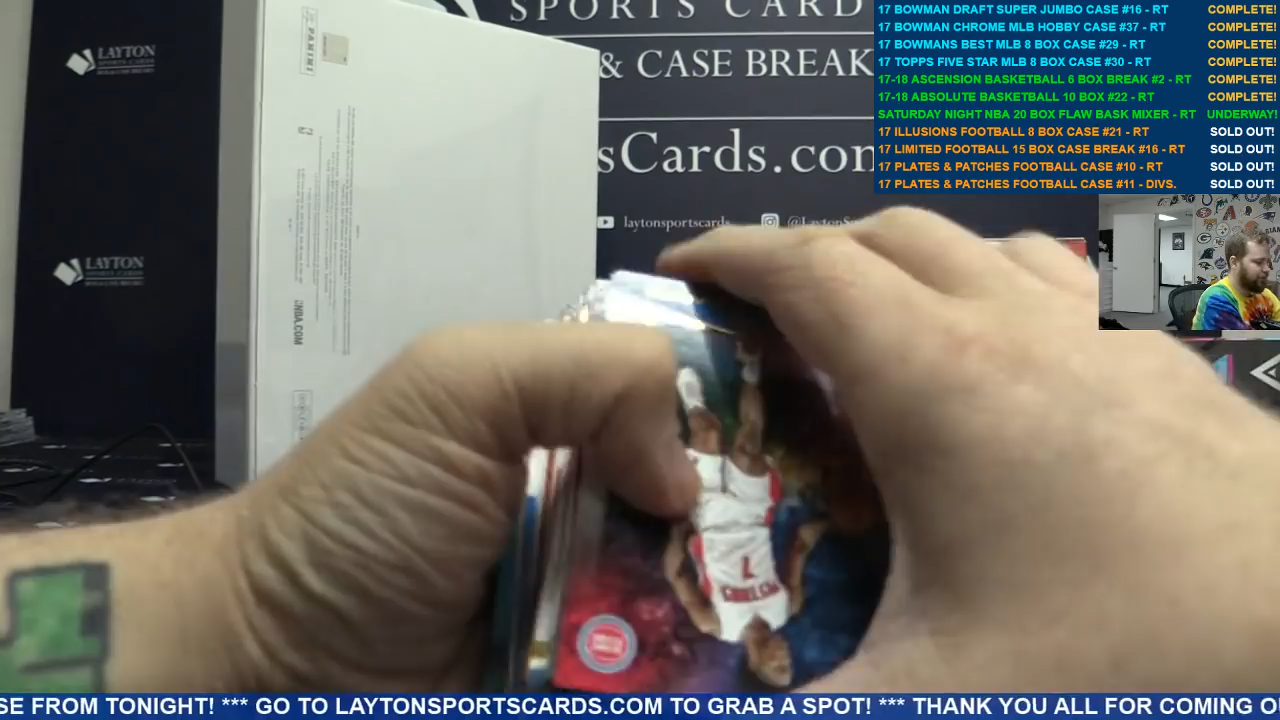 SPORTS CARD
& CASE BREAK
sCards.com
laytonsportscards
@LaytonSp
LAYTON
SPORTS CARDS
LAYTON
SPORTS CARDS
PANINI
NBA.COM
7
17 BOWMAN DRAFT SUPER JUMBO CASE #16 - RT COMPLETE!
17 BOWMAN CHROME MLB HOBBY CASE #37 - RT COMPLETE!
17 BOWMANS BEST MLB 8 BOX CASE #29 - RT COMPLETE!
17 TOPPS FIVE STAR MLB 8 BOX CASE #30 - RT COMPLETE!
17-18 ASCENSION BASKETBALL 6 BOX BREAK #2 - RT COMPLETE!
17-18 ABSOLUTE BASKETBALL 10 BOX #22 - RT COMPLETE!
SATURDAY NIGHT NBA 20 BOX FLAW BASK MIXER - RT UNDERWAY!
17 ILLUSIONS FOOTBALL 8 BOX CASE #21 - RT SOLD OUT!
17 LIMITED FOOTBALL 15 BOX CASE BREAK #16 - RT SOLD OUT!
17 PLATES & PATCHES FOOTBALL CASE #10 - RT SOLD OUT!
17 PLATES & PATCHES FOOTBALL CASE #11 - DIVS. SOLD OUT!
SE FROM TONIGHT! *** GO TO LAYTONSPORTSCARDS.COM TO GRAB A SPOT! *** THANK YOU ALL FOR COMING O